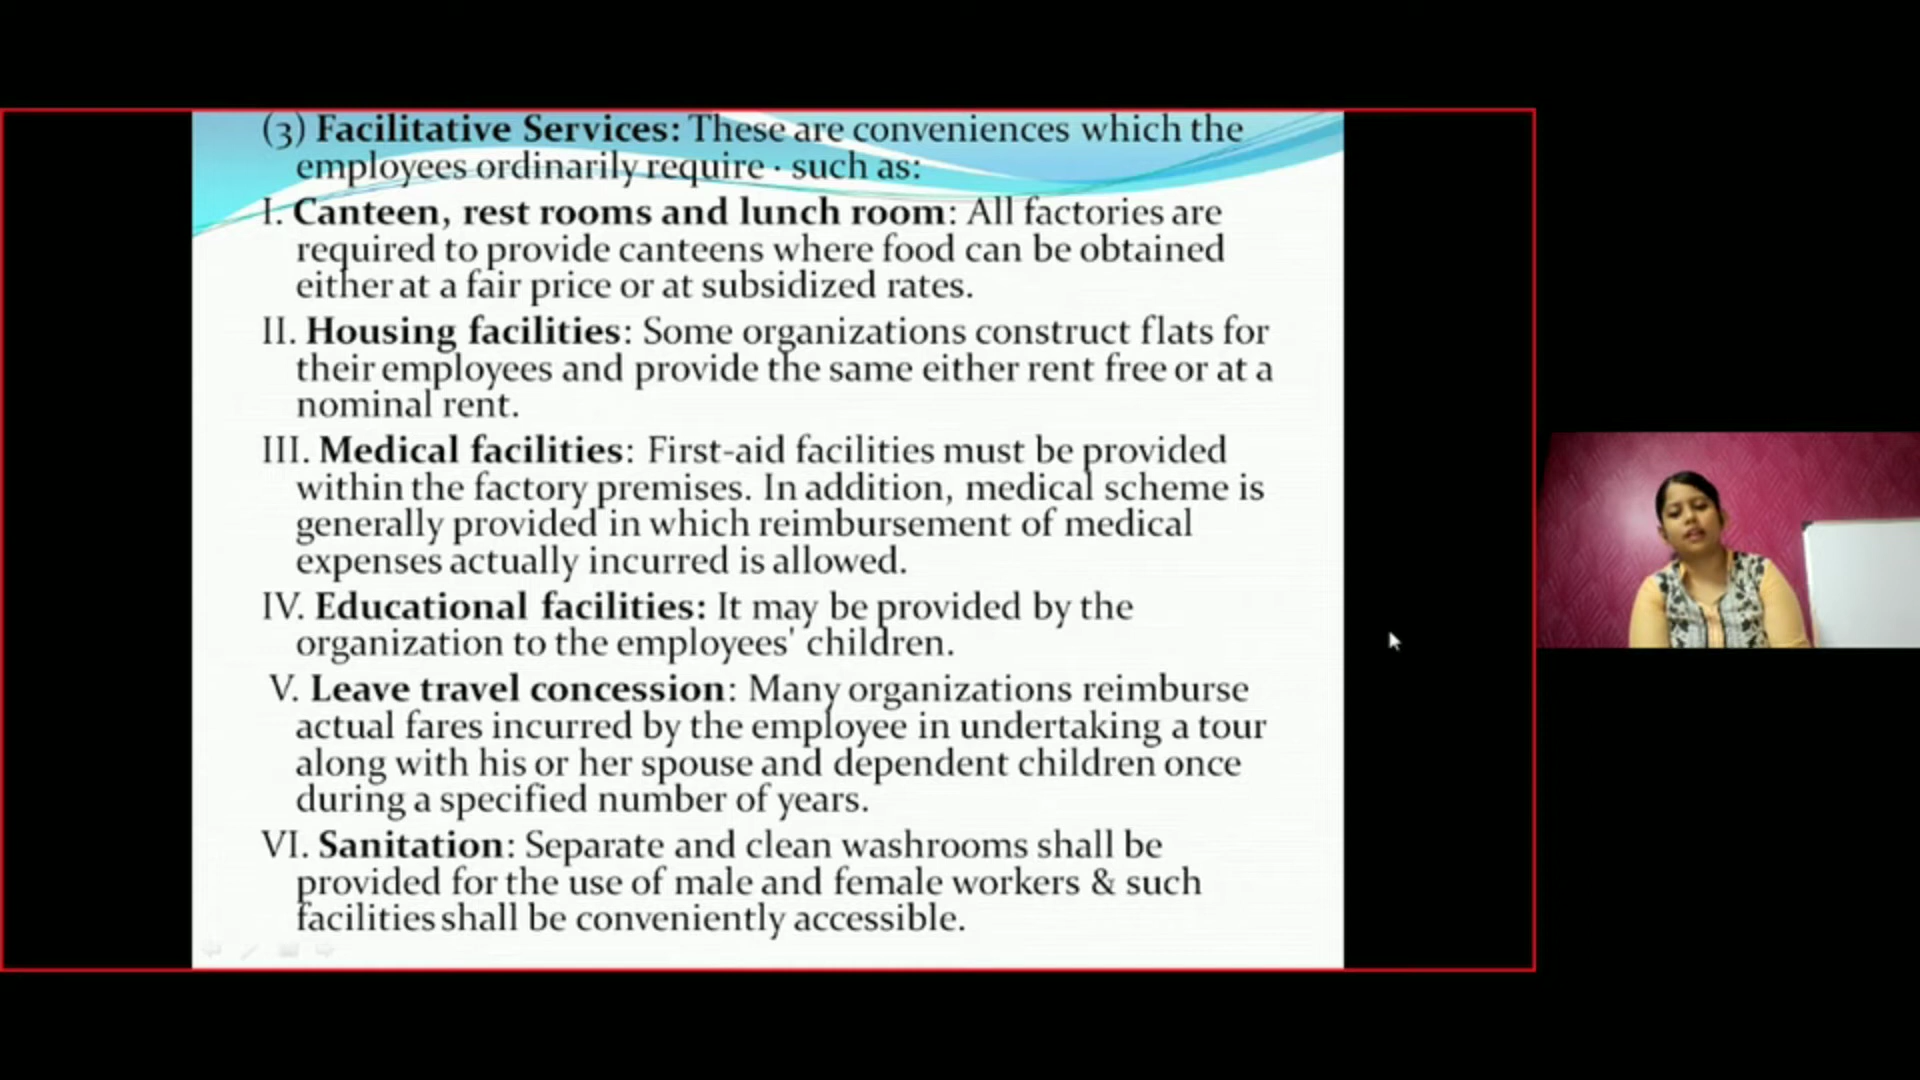 (3) Facilitative Services: These are conveniences which the
employees ordinarily require · such as:
I. Canteen, rest rooms and lunch room: All factories are
required to provide canteens where food can be obtained
either at a fair price or at subsidized rates.
II. Housing facilities: Some organizations construct flats for
their employees and provide the same either rent free or at a
nominal rent.
III. Medical facilities: First-aid facilities must be provided
within the factory premises. In addition, medical scheme is
generally provided in which reimbursement of medical
expenses actually incurred is allowed.
IV. Educational facilities: It may be provided by the
organization to the employees' children.
V. Leave travel concession: Many organizations reimburse
actual fares incurred by the employee in undertaking a tour
along with his or her spouse and dependent children once
during a specified number of years.
VI. Sanitation: Separate and clean washrooms shall be
provided for the use of male and female workers & such
facilities shall be conveniently accessible.